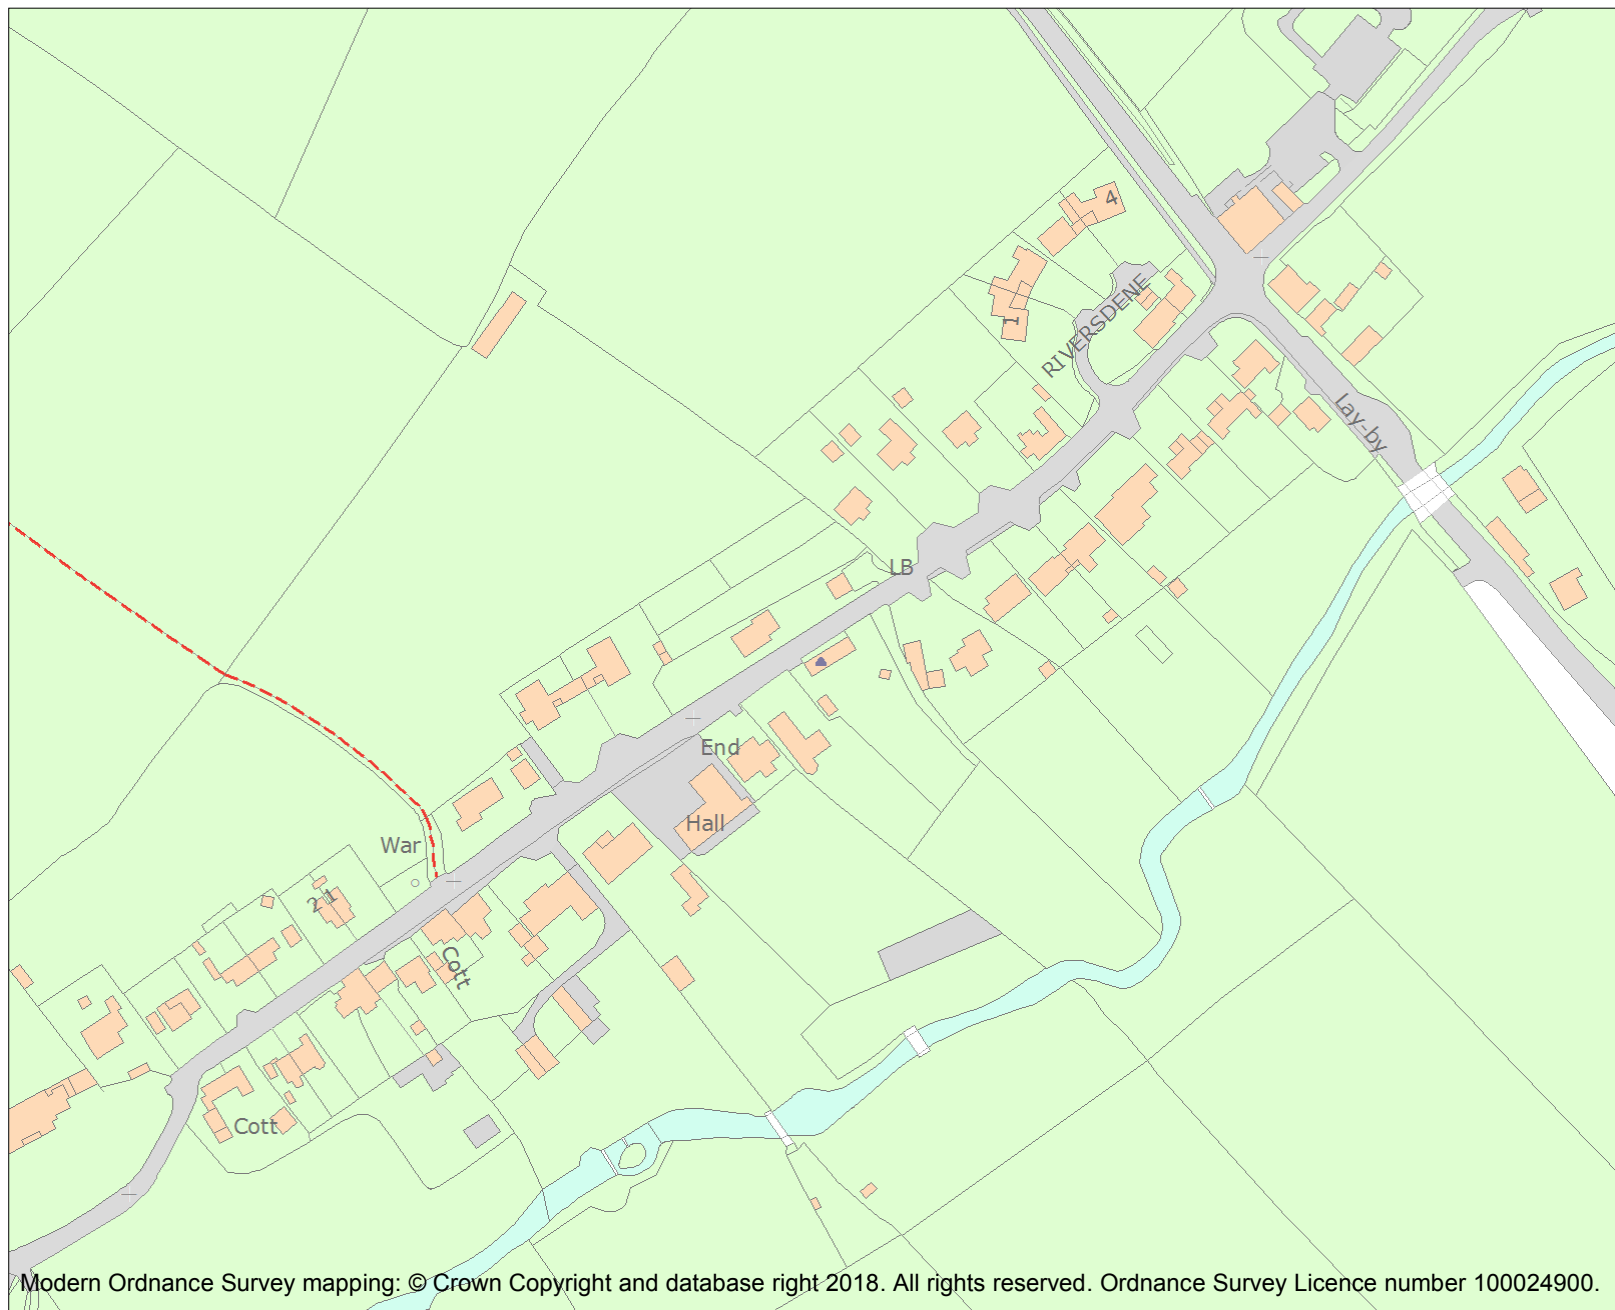 4
1
RIVERSDENE
Lay-by
LB
End
Hall
War
2 1
Cott
Cott
Modern Ordnance Survey mapping: © Crown Copyright and database right 2018. All rights reserved. Ordnance Survey Licence number 100024900.